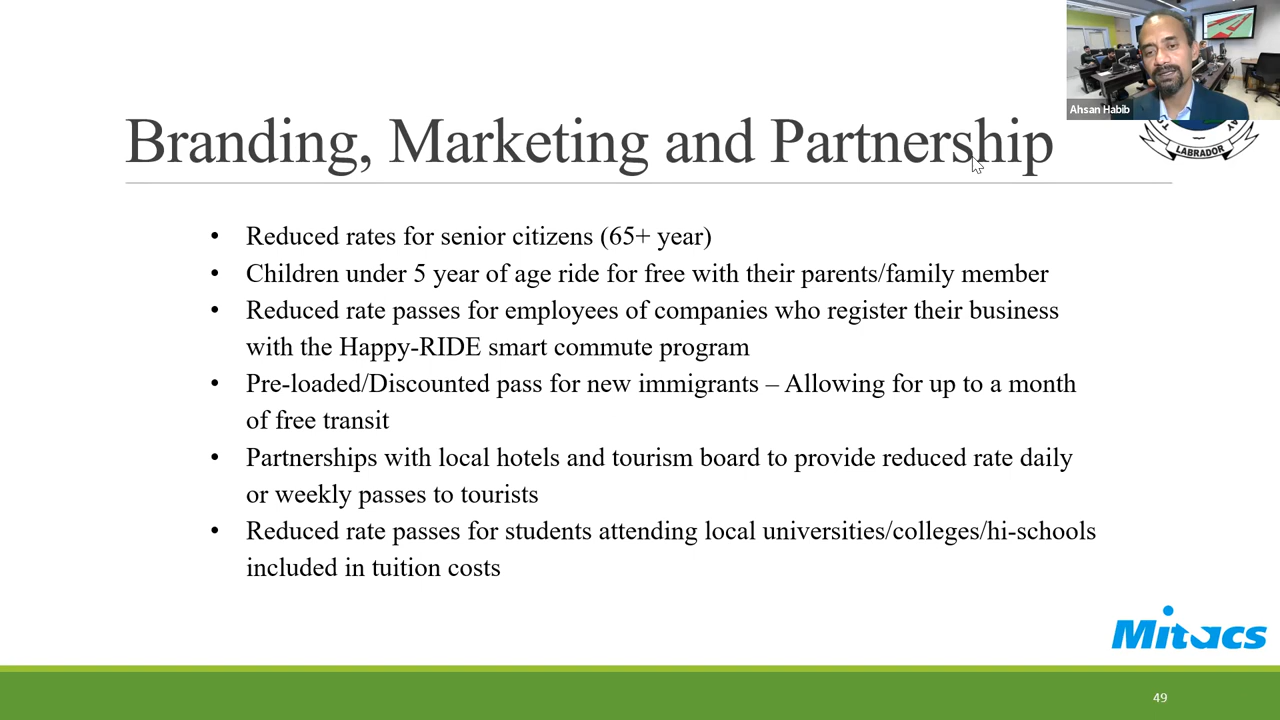 Ahsan Habib
LABRADOR
Branding, Marketing and Partnership
• Reduced rates for senior citizens (65+ year)
• Children under 5 year of age ride for free with their parents/family member
• Reduced rate passes for employees of companies who register their business
with the Happy-RIDE smart commute program
• Pre-loaded/Discounted pass for new immigrants – Allowing for up to a month
of free transit
• Partnerships with local hotels and tourism board to provide reduced rate daily
or weekly passes to tourists
• Reduced rate passes for students attending local universities/colleges/hi-schools
included in tuition costs
Mitacs
49